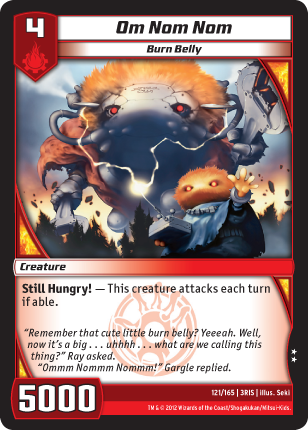 4
Om Nom Nom
Burn Belly
Creature
Still Hungry! — This creature attacks each turn
if able.
“Remember that cute little burn belly? Yeeeah. Well,
now it’s a big . . . uhhhh . . . what are we calling this
thing?” Ray asked.
“Ommm Nommm Nomm!” Gargle replied.
5000
121/165 | 3RIS | illus. Seki
TM & © 2012 Wizards of the Coast/Shogakukan/Mitsui-Kids.